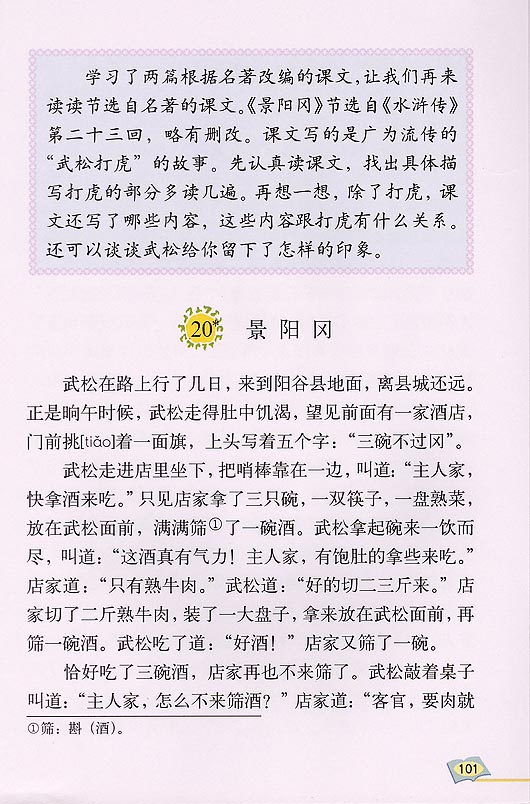 学习了两篇根据名著改编的课文，让我们再来
读读节选自名著的课文。《景阳冈》节选自《水浒传》
第二十三回，略有删改。课文写的是广为流传的
“武松打虎”的故事。先认真读课文，找出具体描
写打虎的部分多读几遍。再想一想，除了打虎，课
文还写了哪些内容，这些内容跟打虎有什么关系。
还可以谈谈武松给你留下了怎样的印象。
20* 景阳冈
武松在路上行了几日，来到阳谷县地面，离县城还远。
正是晌午时候，武松走得肚中饥渴，望见前面有一家酒店，
门前挑[tiǎo]着一面旗，上头写着五个字：“三碗不过冈”。
武松走进店里坐下，把哨棒靠在一边，叫道：“主人家，
快拿酒来吃。”只见店家拿了三只碗，一双筷子，一盘熟菜，
放在武松面前，满满筛①了一碗酒。武松拿起碗来一饮而
尽，叫道：“这酒真有气力！主人家，有饱肚的拿些来吃。”
店家道：“只有熟牛肉。”武松道：“好的切二三斤来。”店
家切了二斤熟牛肉，装了一大盘子，拿来放在武松面前，再
筛一碗酒。武松吃了道：“好酒！”店家又筛了一碗。
恰好吃了三碗酒，店家再也不来筛了。武松敲着桌子
叫道：“主人家，怎么不来筛酒？”店家道：“客官，要肉就
①筛：斟（酒）。
101